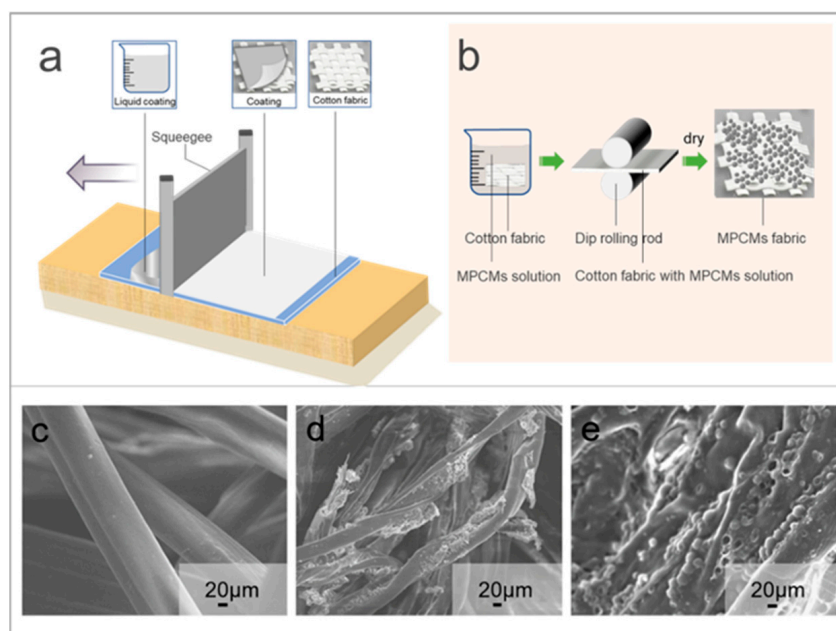 a
Liquid coating
Coating
Cotton fabric
Squeegee
b
dry
Cotton fabric
Dip rolling rod
MPCMs fabric
MPCMs solution
Cotton fabric with MPCMs solution
c
20μm
d
20μm
e
20μm